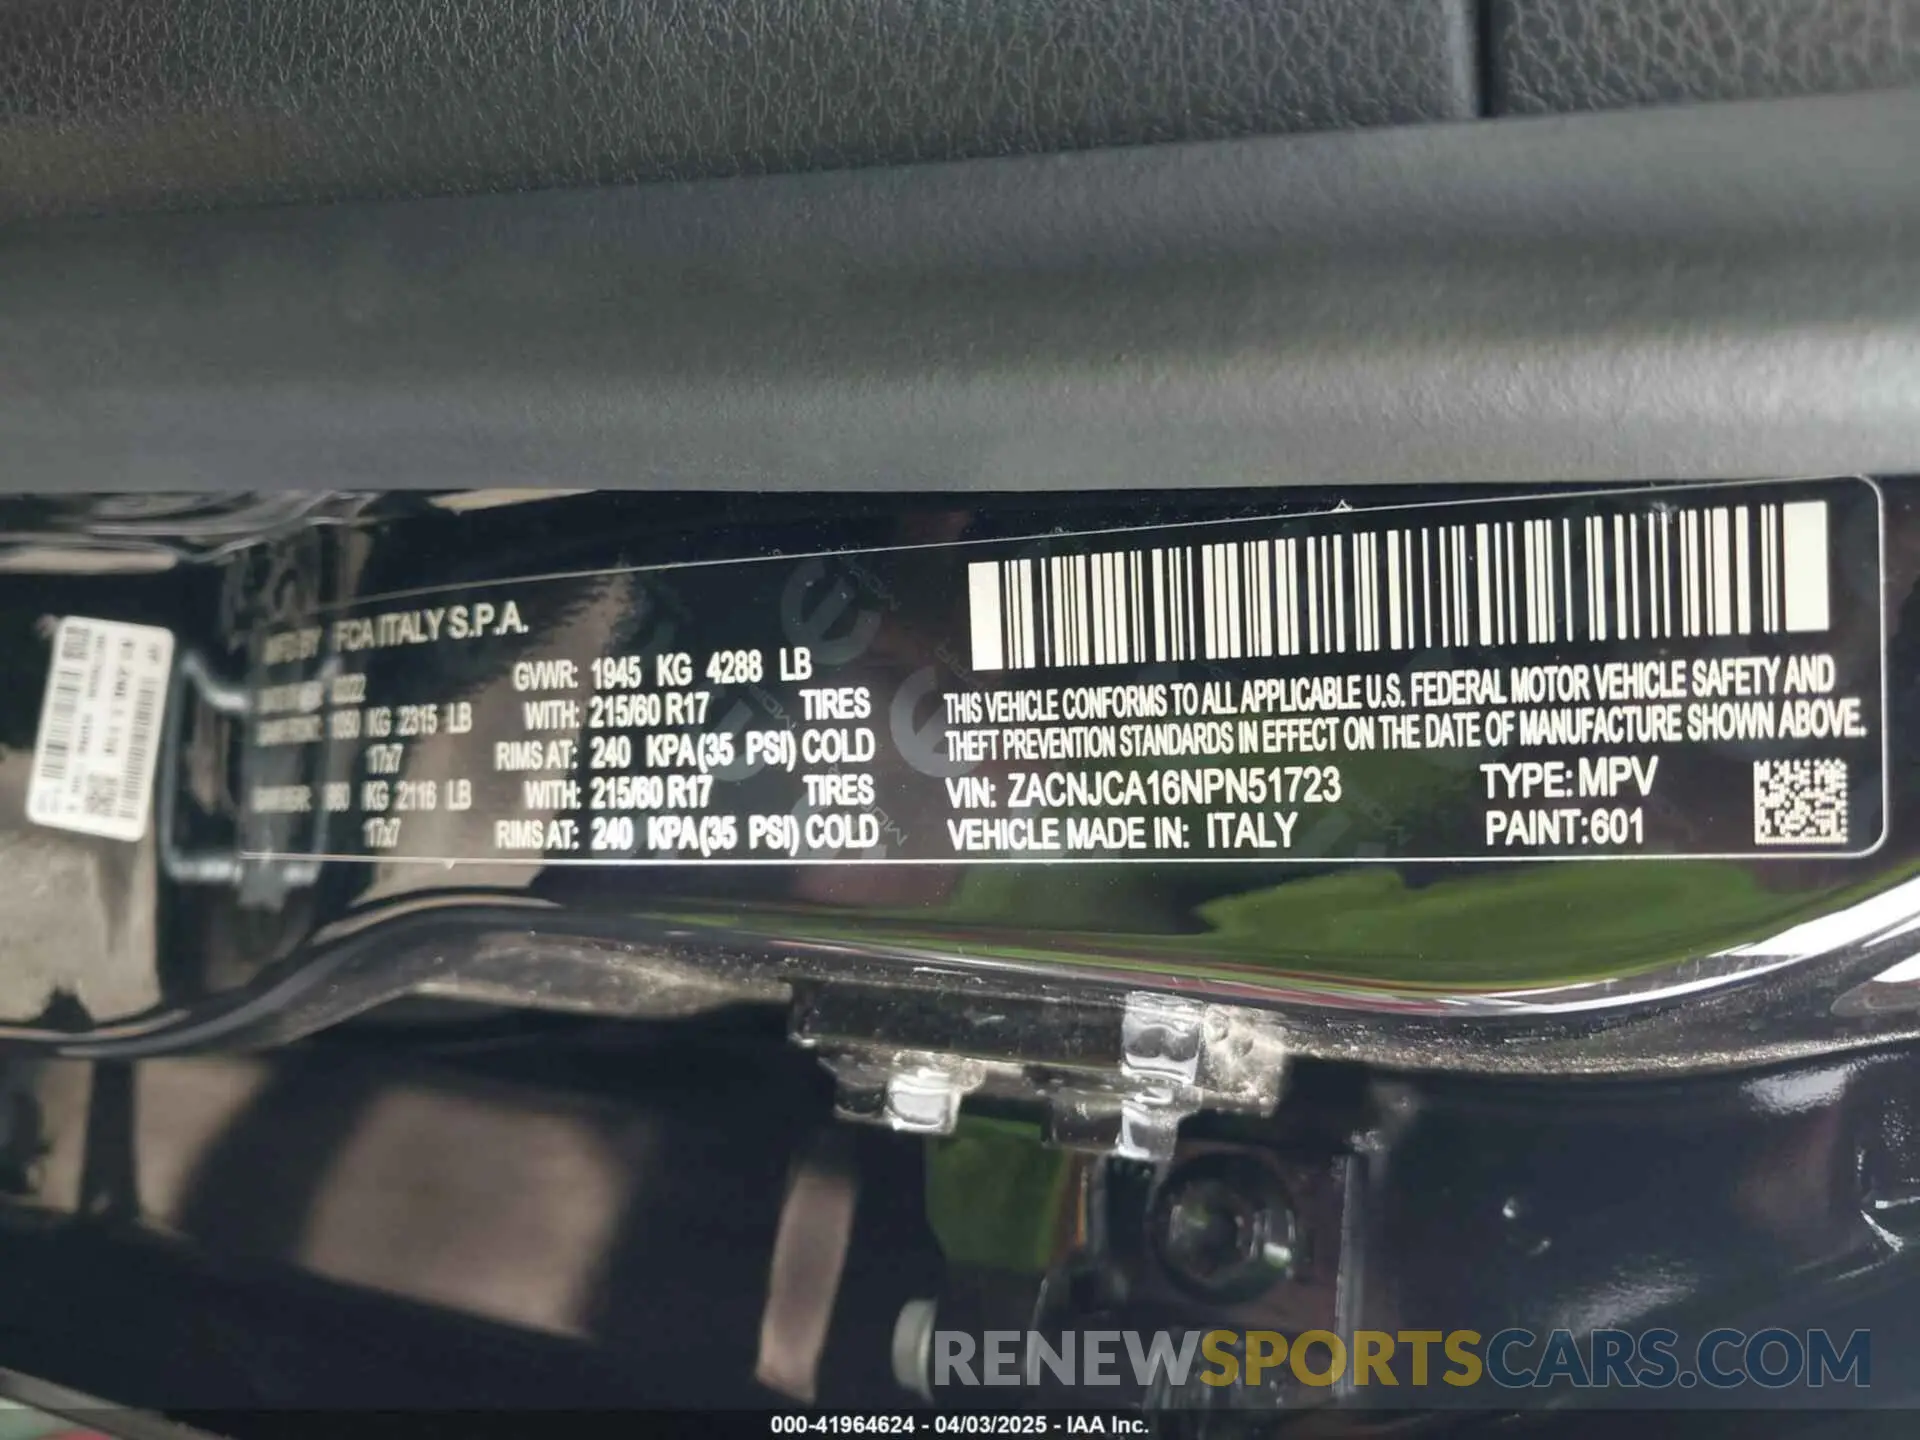 MFD BY FCA ITALY S.P.A.
GVWR: 1945 KG 4288 LB
1050 KG 2315 LB WITH: 215/60 R17 TIRES
17x7 RIMS AT: 240 KPA(35 PSI) COLD
KG 2116 LB WITH: 215/60 R17 TIRES
17x7 RIMS AT: 240 KPA(35 PSI) COLD
THIS VEHICLE CONFORMS TO ALL APPLICABLE U.S. FEDERAL MOTOR VEHICLE SAFETY AND
THEFT PREVENTION STANDARDS IN EFFECT ON THE DATE OF MANUFACTURE SHOWN ABOVE.
VIN: ZACNJCA16NPN51723 TYPE: MPV
VEHICLE MADE IN: ITALY PAINT:601
RENEWSPORTSCARS.COM
000-41964624 - 04/03/2025 - IAA Inc.